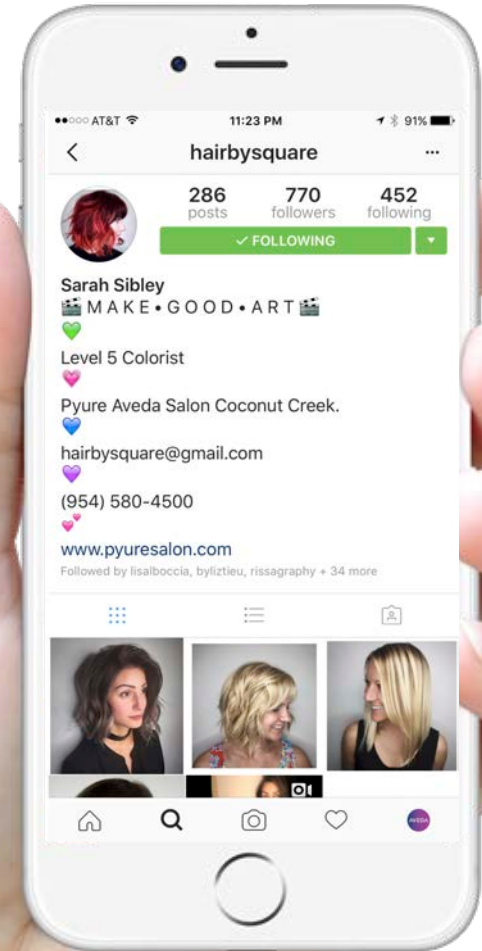 AT&T 11:23 PM 91%
hairbysquare
286 770 452
posts followers following
✓ FOLLOWING
Sarah Sibley
🎬 M A K E • G O O D • A R T 🎬
💚
Level 5 Colorist
💗
Pyure Aveda Salon Coconut Creek.
💙
hairbysquare@gmail.com
💜
(954) 580-4500
💕
www.pyuresalon.com
Followed by lisalboccia, byliztieu, rissagraphy + 34 more
AVEDA